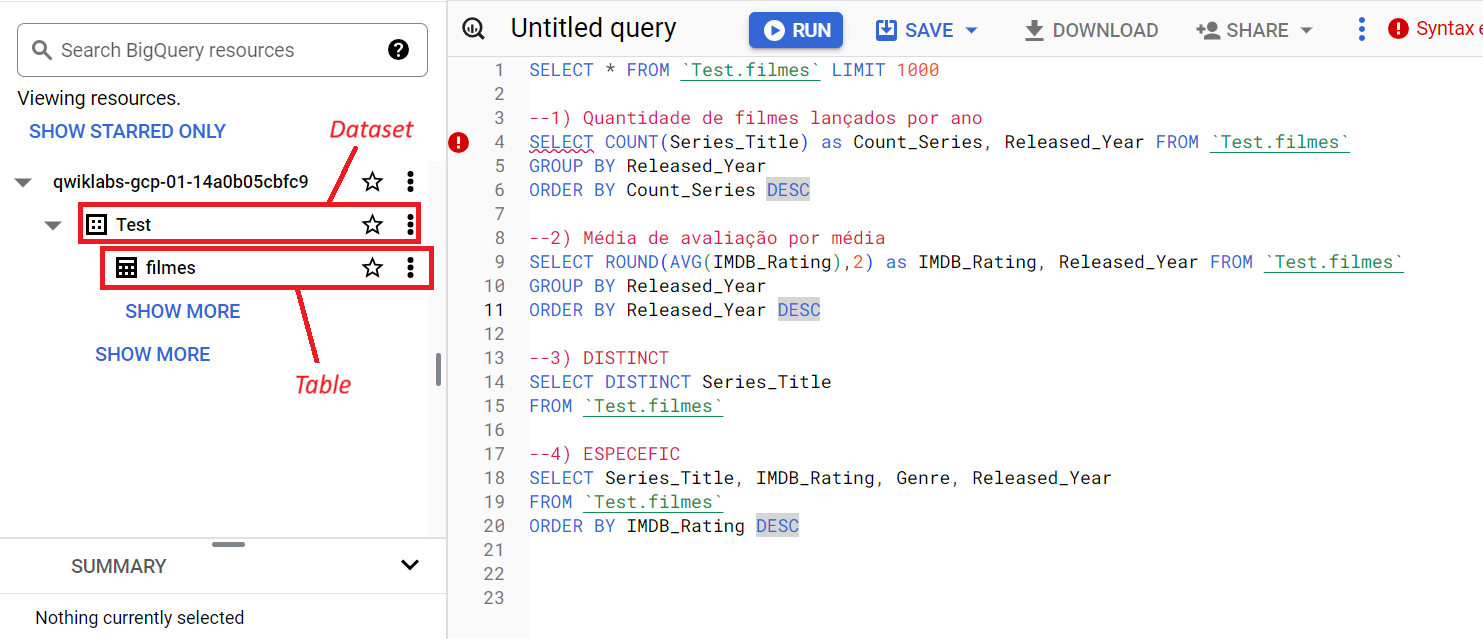 Search BigQuery resources ?
Viewing resources.
SHOW STARRED ONLY
Dataset
qwiklabs-gcp-01-14a0b05cbfc9
Test
filmes
SHOW MORE
SHOW MORE
Table
SUMMARY
Nothing currently selected
Untitled query RUN SAVE DOWNLOAD SHARE ! Syntax
1 SELECT * FROM `Test.filmes` LIMIT 1000
2
3 --1) Quantidade de filmes lançados por ano
! 4 SELECT COUNT(Series_Title) as Count_Series, Released_Year FROM `Test.filmes`
5 GROUP BY Released_Year
6 ORDER BY Count_Series DESC
7
8 --2) Média de avaliação por média
9 SELECT ROUND(AVG(IMDB_Rating),2) as IMDB_Rating, Released_Year FROM `Test.filmes`
10 GROUP BY Released_Year
11 ORDER BY Released_Year DESC
12
13 --3) DISTINCT
14 SELECT DISTINCT Series_Title
15 FROM `Test.filmes`
16
17 --4) ESPECEFIC
18 SELECT Series_Title, IMDB_Rating, Genre, Released_Year
19 FROM `Test.filmes`
20 ORDER BY IMDB_Rating DESC
21
22
23